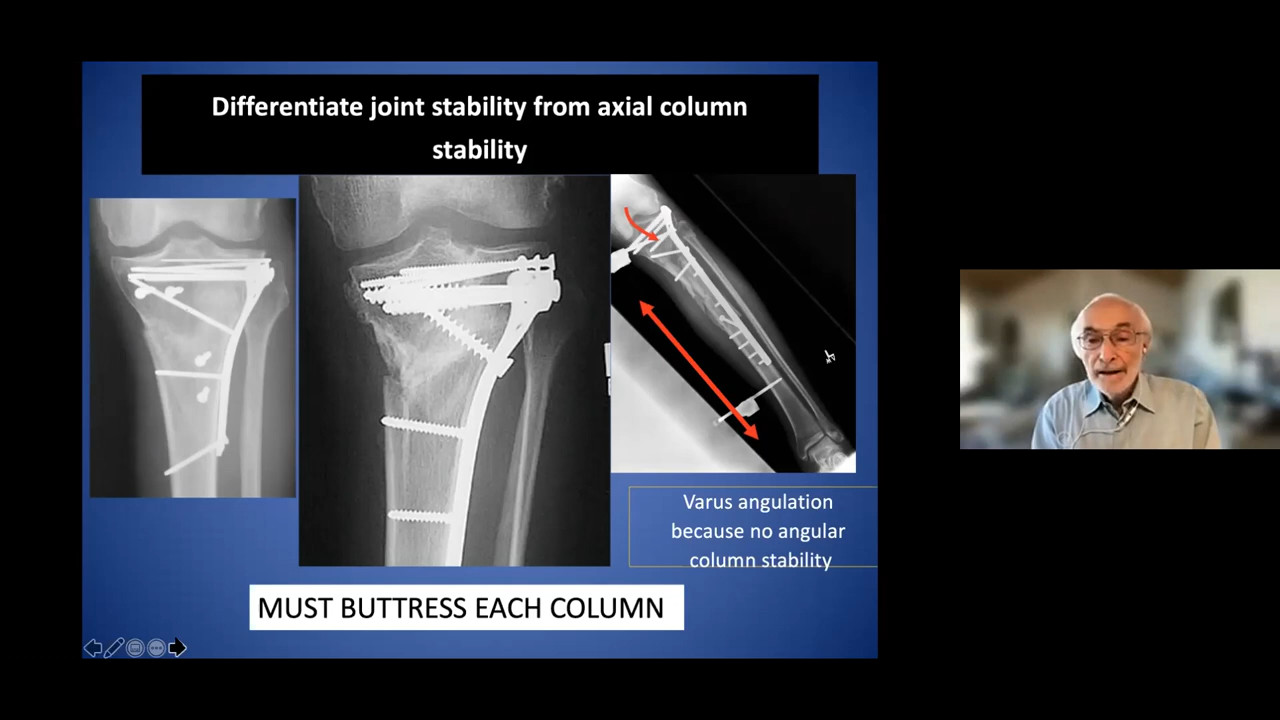 Differentiate joint stability from axial column
stability
Varus angulation
because no angular
column stability
MUST BUTTRESS EACH COLUMN